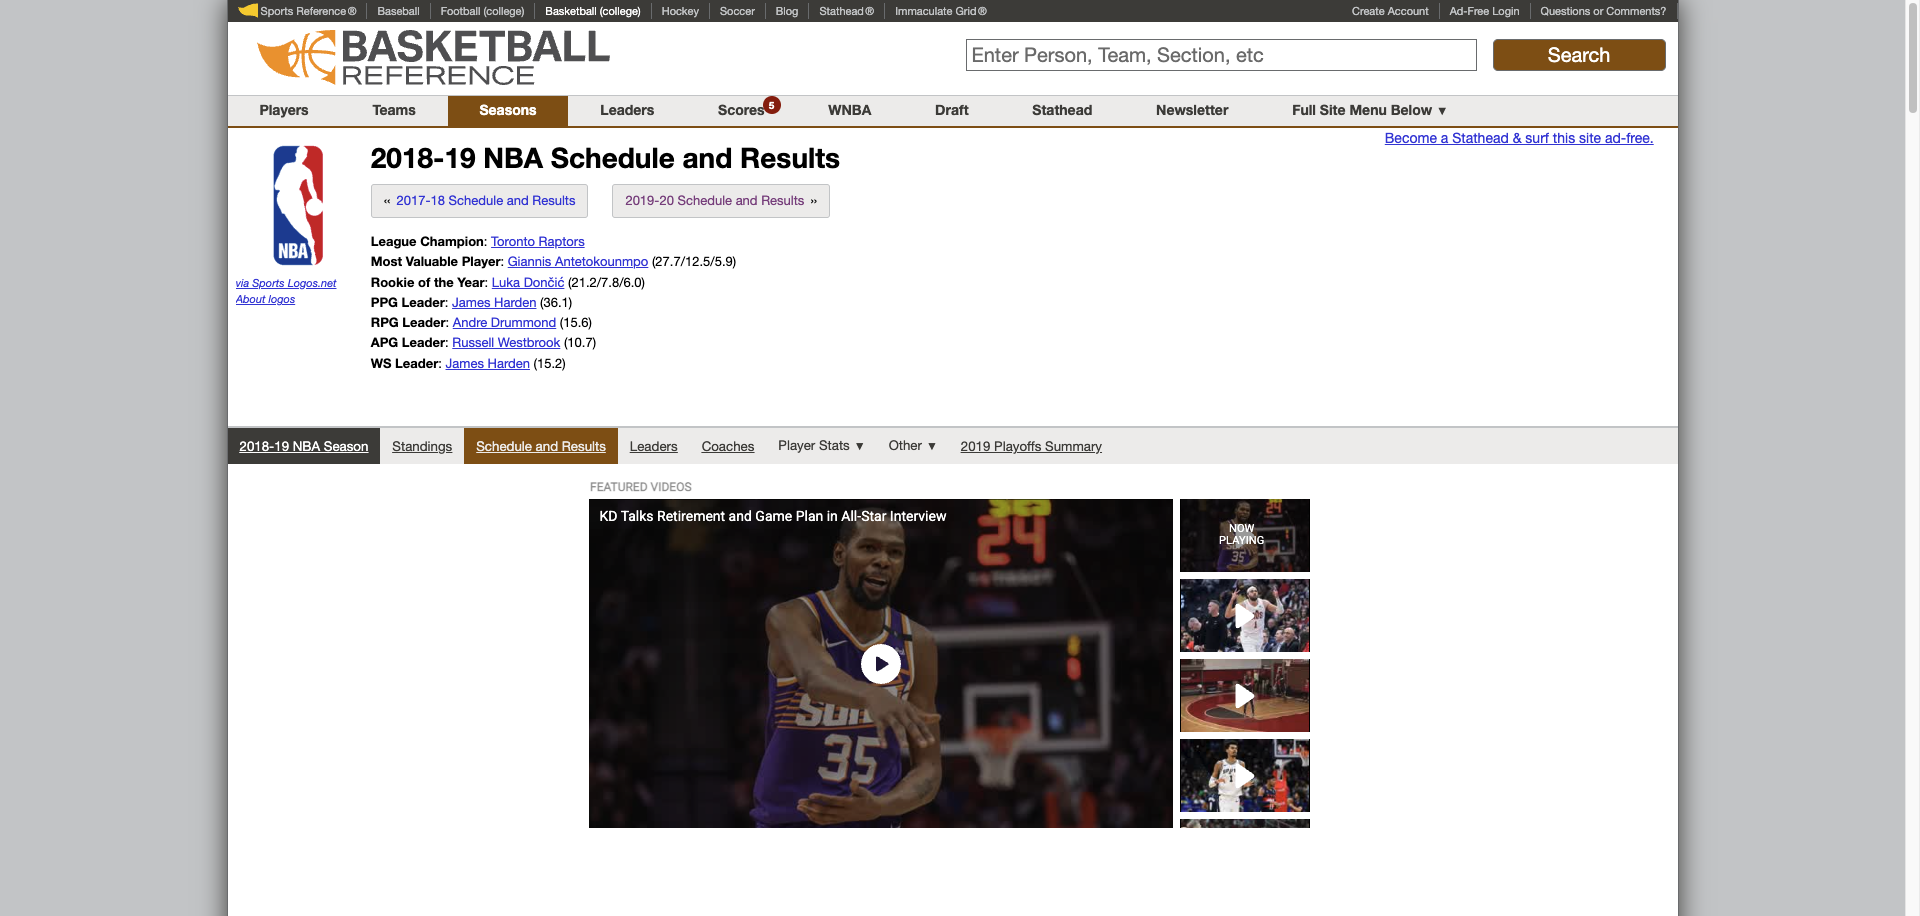 Sports Reference® Baseball Football (college) Basketball (college) Hockey Soccer Blog Stathead® Immaculate Grid® Create Account Ad-Free Login Questions or Comments?
BASKETBALL
REFERENCE
Enter Person, Team, Section, etc Search
Players Teams Seasons Leaders Scores 5 WNBA Draft Stathead Newsletter Full Site Menu Below ▼
Become a Stathead & surf this site ad-free.
NBA
via Sports Logos.net
About logos
2018-19 NBA Schedule and Results
« 2017-18 Schedule and Results 2019-20 Schedule and Results »
League Champion: Toronto Raptors
Most Valuable Player: Giannis Antetokounmpo (27.7/12.5/5.9)
Rookie of the Year: Luka Dončić (21.2/7.8/6.0)
PPG Leader: James Harden (36.1)
RPG Leader: Andre Drummond (15.6)
APG Leader: Russell Westbrook (10.7)
WS Leader: James Harden (15.2)
2018-19 NBA Season Standings Schedule and Results Leaders Coaches Player Stats ▼ Other ▼ 2019 Playoffs Summary
FEATURED VIDEOS
KD Talks Retirement and Game Plan in All-Star Interview
24
35
NOW
PLAYING